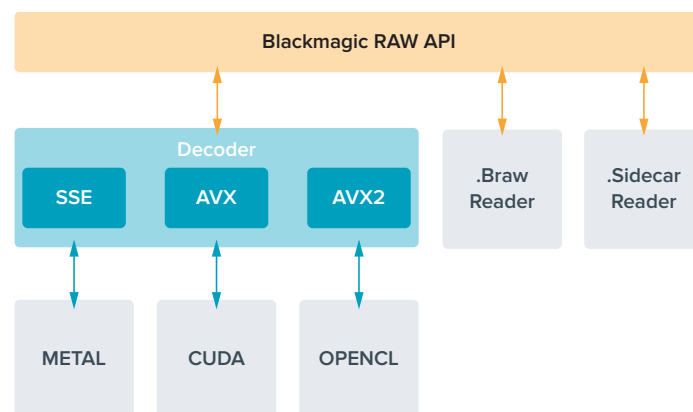 Blackmagic RAW API
Decoder
SSE
AVX
AVX2
.Braw
Reader
.Sidecar
Reader
METAL
CUDA
OPENCL